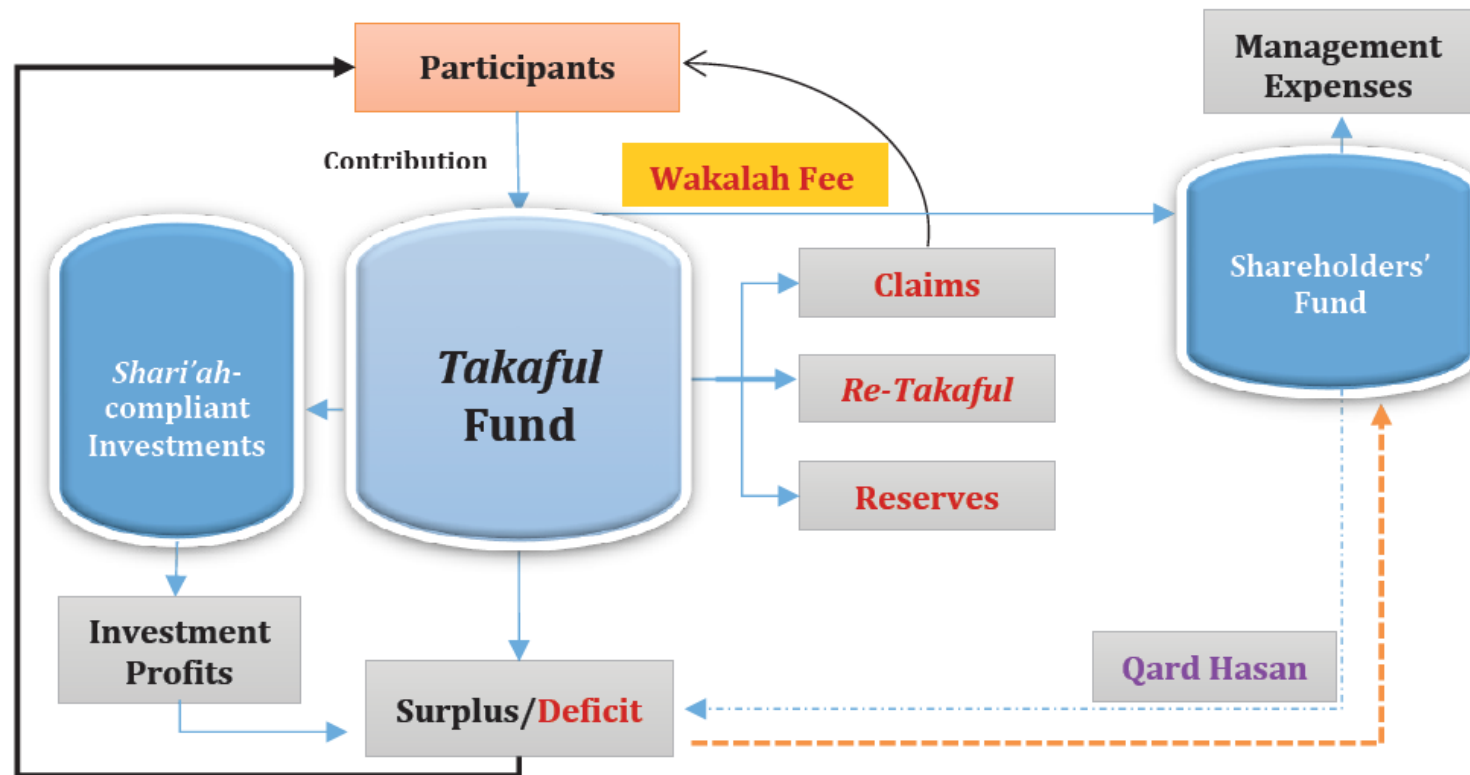 Participants
Management
Expenses
Contribution
Wakalah Fee
Shareholders'
Fund
Claims
Shari'ah-
compliant
Investments
Takaful
Fund
Re-Takaful
Reserves
Investment
Profits
Qard Hasan
Surplus/Deficit